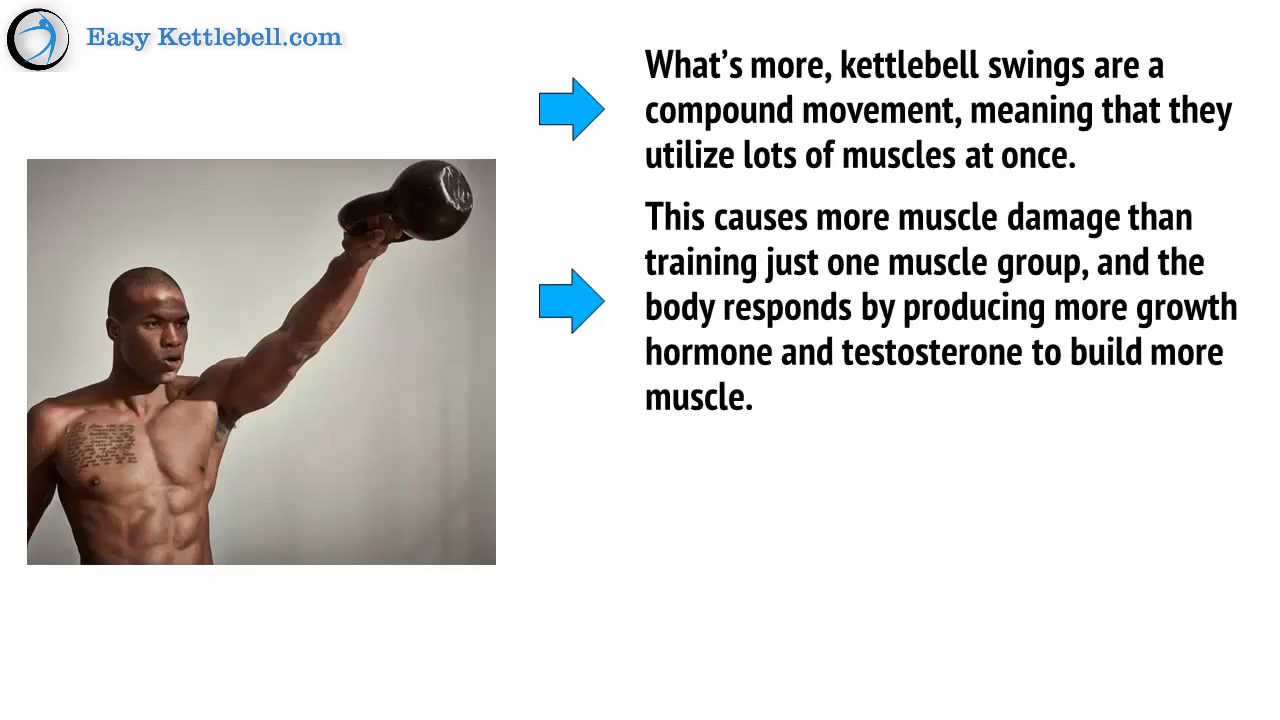 Easy Kettlebell.com
What's more, kettlebell swings are a
compound movement, meaning that they
utilize lots of muscles at once.
This causes more muscle damage than
training just one muscle group, and the
body responds by producing more growth
hormone and testosterone to build more
muscle.